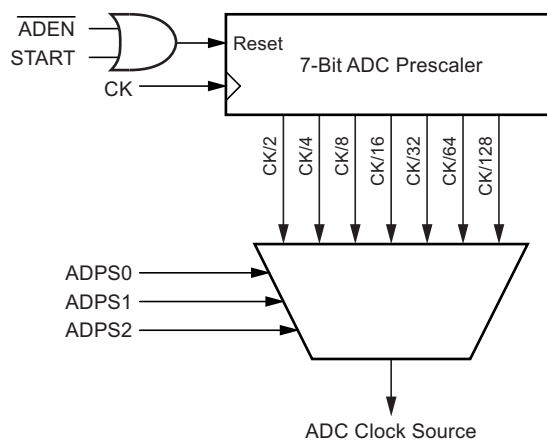 ADEN
START
CK
Reset
7-Bit ADC Prescaler
CK/2
CK/4
CK/8
CK/16
CK/32
CK/64
CK/128
ADPS0
ADPS1
ADPS2
ADC Clock Source